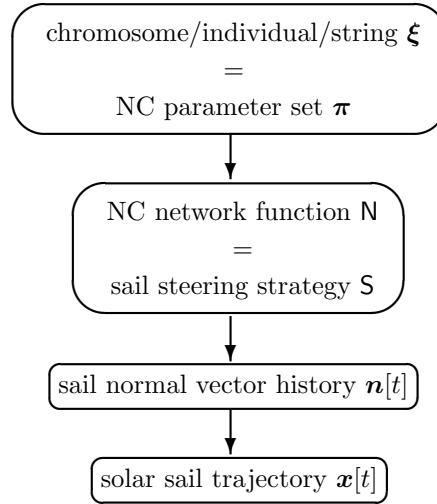 chromosome/individual/string ξ
=
NC parameter set π
NC network function N
=
sail steering strategy S
sail normal vector history n[t]
solar sail trajectory x[t]